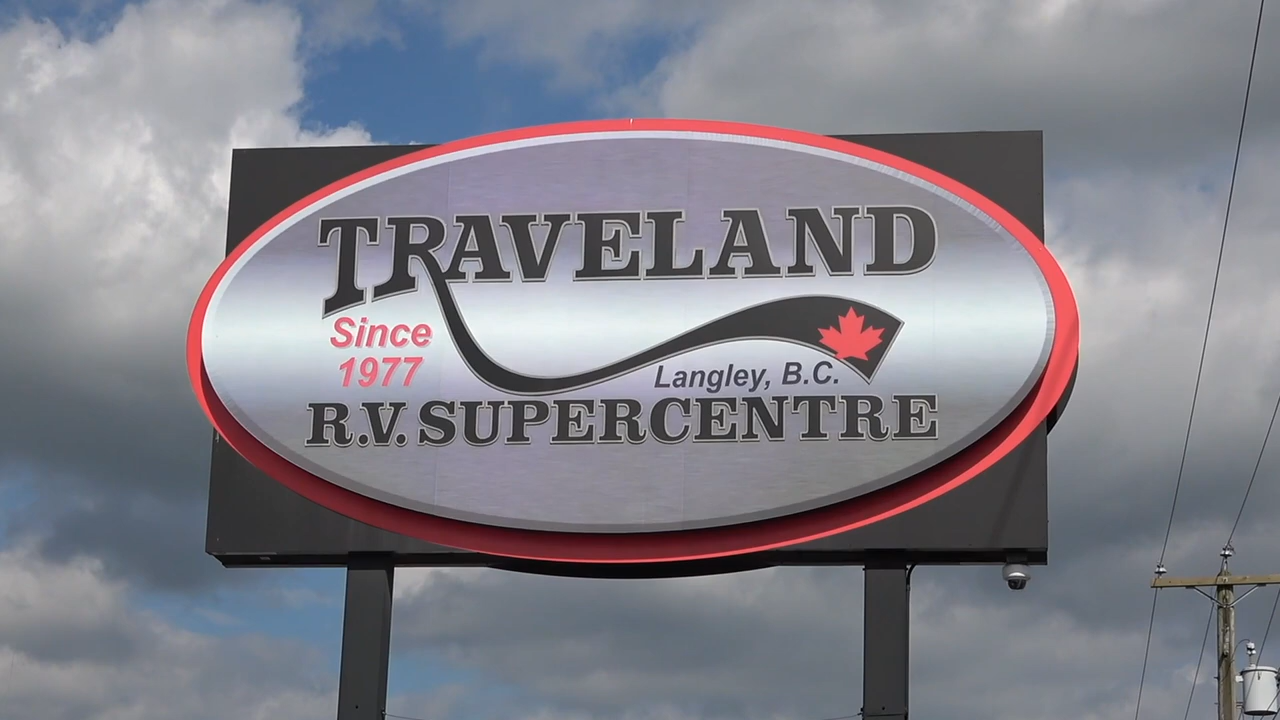 TRAVELAND
Since
1977
Langley, B.C.
R.V. SUPERCENTRE